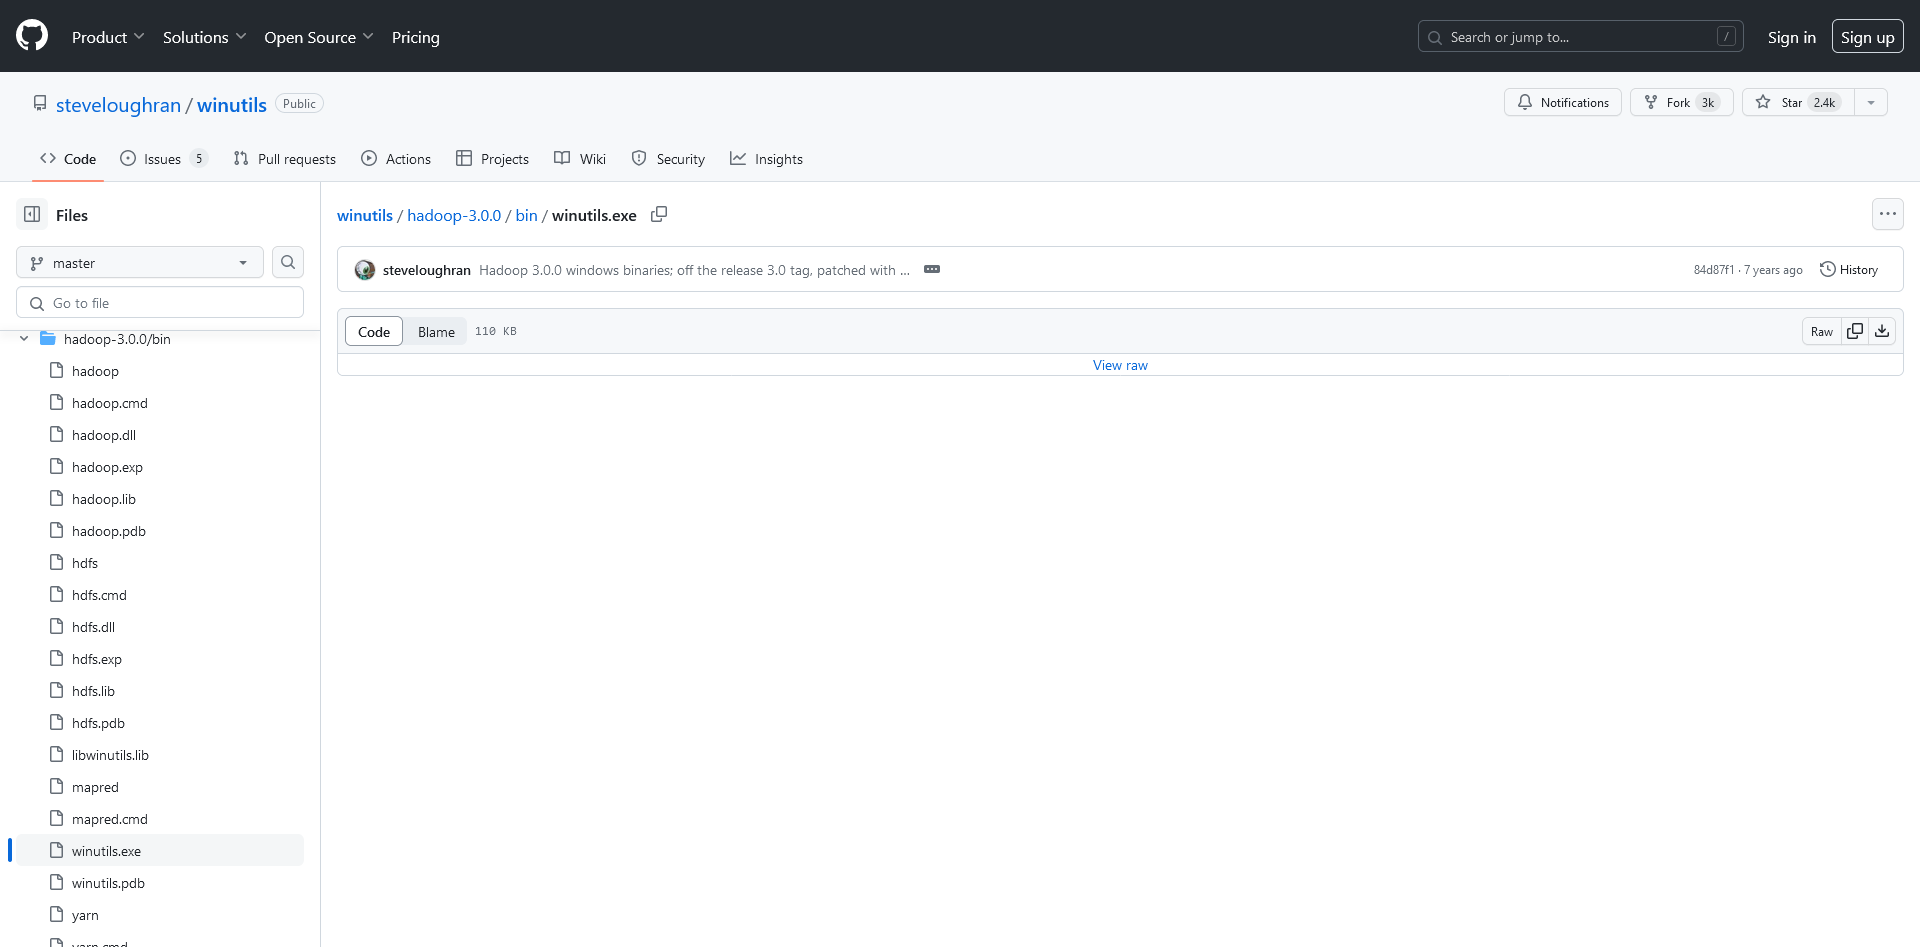 Product Solutions Open Source Pricing Search or jump to... / Sign in Sign up
steveloughran / winutils Public Notifications Fork 3k Star 2.4k
Code Issues 5 Pull requests Actions Projects Wiki Security Insights
Files
master
Go to file
hadoop-3.0.0/bin
hadoop
hadoop.cmd
hadoop.dll
hadoop.exp
hadoop.lib
hadoop.pdb
hdfs
hdfs.cmd
hdfs.dll
hdfs.exp
hdfs.lib
hdfs.pdb
libwinutils.lib
mapred
mapred.cmd
winutils.exe
winutils.pdb
yarn
yarn.cmd
winutils / hadoop-3.0.0 / bin / winutils.exe
steveloughran Hadoop 3.0.0 windows binaries; off the release 3.0 tag, patched with ... 84d87f1 · 7 years ago History
Code Blame 110 KB Raw
View raw